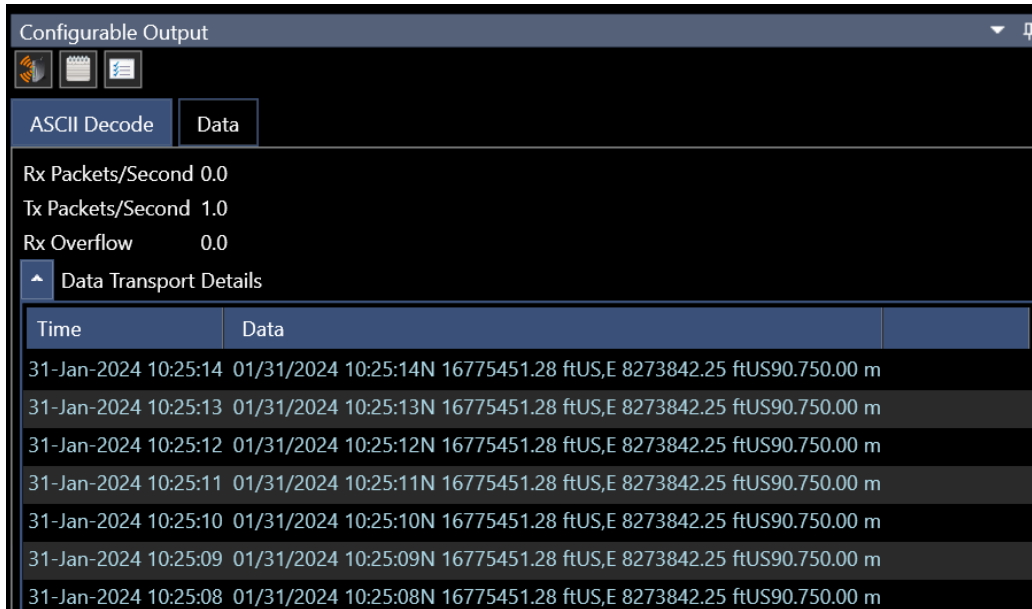 Configurable Output
ASCII Decode Data
Rx Packets/Second 0.0
Tx Packets/Second 1.0
Rx Overflow 0.0
Data Transport Details
Time Data
31-Jan-2024 10:25:14 01/31/2024 10:25:14N 16775451.28 ftUS,E 8273842.25 ftUS90.750.00 m
31-Jan-2024 10:25:13 01/31/2024 10:25:13N 16775451.28 ftUS,E 8273842.25 ftUS90.750.00 m
31-Jan-2024 10:25:12 01/31/2024 10:25:12N 16775451.28 ftUS,E 8273842.25 ftUS90.750.00 m
31-Jan-2024 10:25:11 01/31/2024 10:25:11N 16775451.28 ftUS,E 8273842.25 ftUS90.750.00 m
31-Jan-2024 10:25:10 01/31/2024 10:25:10N 16775451.28 ftUS,E 8273842.25 ftUS90.750.00 m
31-Jan-2024 10:25:09 01/31/2024 10:25:09N 16775451.28 ftUS,E 8273842.25 ftUS90.750.00 m
31-Jan-2024 10:25:08 01/31/2024 10:25:08N 16775451.28 ftUS,E 8273842.25 ftUS90.750.00 m